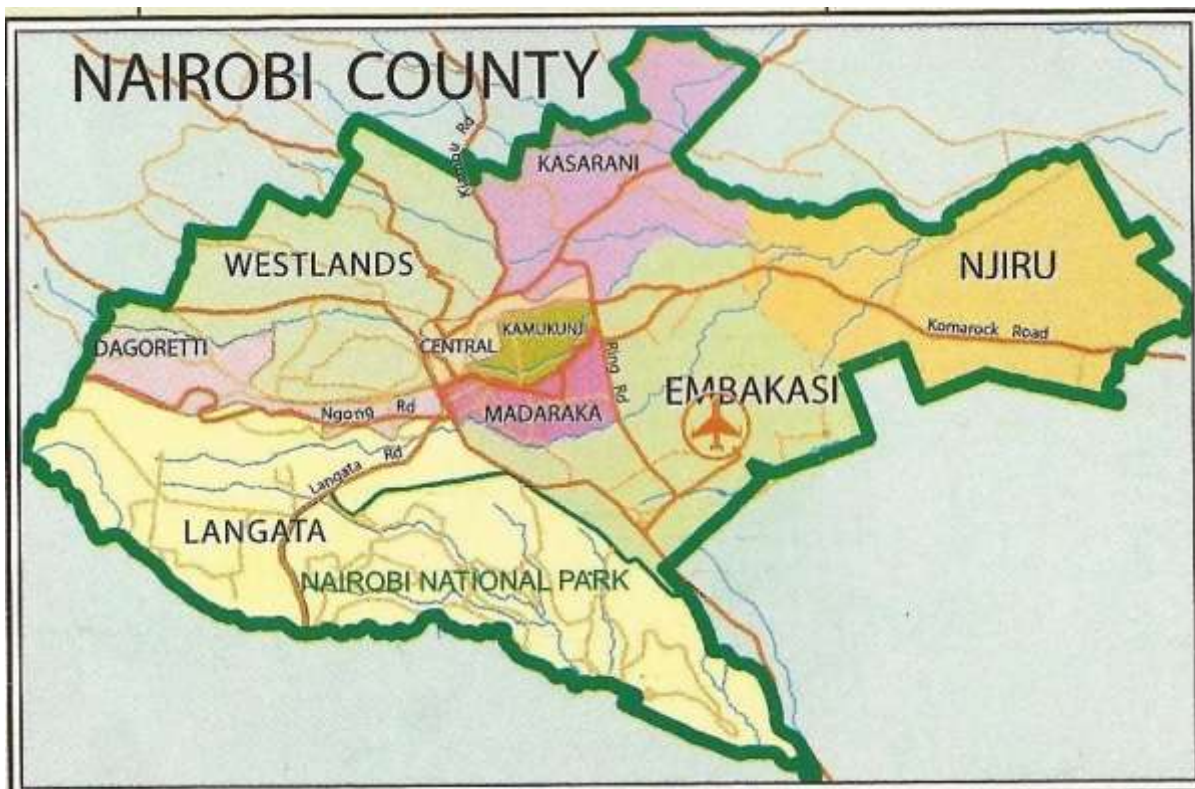 NAIROBI COUNTY
Kiambu Rd
KASARANI
WESTLANDS
NJIRU
KAMUKUNJI
Komarock Road
DAGORETTI
CENTRAL
Ring Rd
EMBAKASI
Ngong Rd
MADARAKA
Langata Rd
LANGATA
NAIROBI NATIONAL PARK